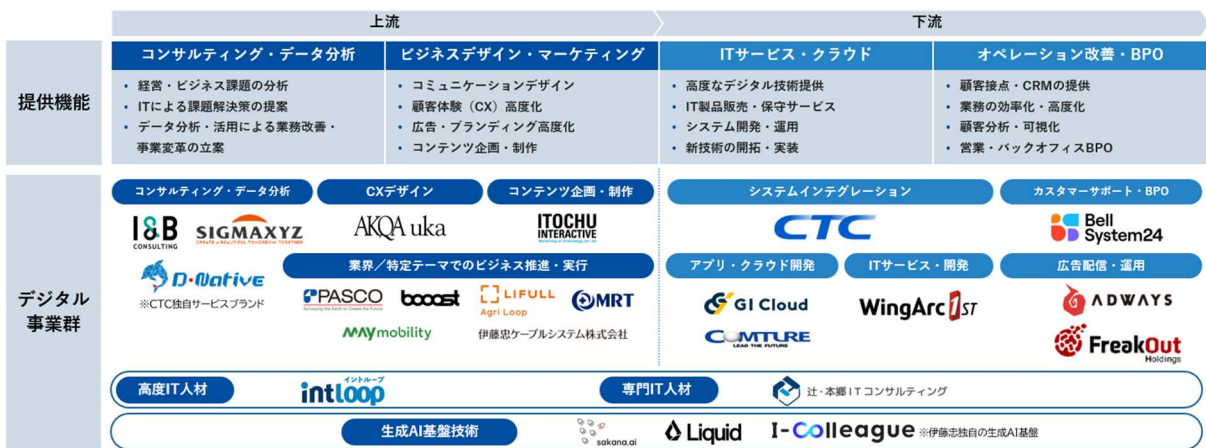 上流
下流
提供機能
コンサルティング・データ分析
• 経営・ビジネス課題の分析
• ITによる課題解決策の提案
• データ分析・活用による業務改善・
事業変革の立案
ビジネスデザイン・マーケティング
• コミュニケーションデザイン
• 顧客体験（CX）高度化
• 広告・ブランディング高度化
• コンテンツ企画・制作
ITサービス・クラウド
• 高度なデジタル技術提供
• IT製品販売・保守サービス
• システム開発・運用
• 新技術の開拓・実装
オペレーション改善・BPO
• 顧客接点・CRMの提供
• 業務の効率化・高度化
• 顧客分析・可視化
• 営業・バックオフィスBPO
デジタル
事業群
コンサルティング・データ分析
I&B
CONSULTING
SIGMAXYZ
CREATE A BEAUTIFUL TOMORROW TOGETHER
D・Native
※CTC独自サービスブランド
CXデザイン
AKQA uka
コンテンツ企画・制作
ITOCHU
INTERACTIVE
Marketing & Technology for All
業界／特定テーマでのビジネス推進・実行
PASCO
Surveying the Earth to Create the Future
booost
LIFULL
Agri Loop
MRT
MAY mobility
伊藤忠ケーブルシステム株式会社
システムインテグレーション
CTC
カスタマーサポート・BPO
Bell
System24
アプリ・クラウド開発
GI Cloud
COMTURE
LEAD THE FUTURE
ITサービス・開発
WingArc1ST
広告配信・運用
ADWAYS
FreakOut
Holdings
高度IT人材
イントループ
intloop
専門IT人材
辻・本郷ITコンサルティング
生成AI基盤技術
sakana.ai
Liquid
I-Colleague ※伊藤忠独自の生成AI基盤